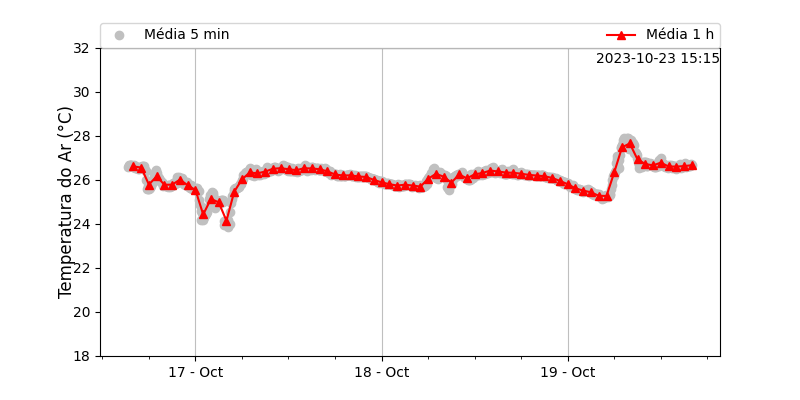 Média 5 min
Média 1 h
2023-10-23 15:15
Temperatura do Ar (°C)
32
30
28
26
24
22
20
18
17 - Oct
18 - Oct
19 - Oct